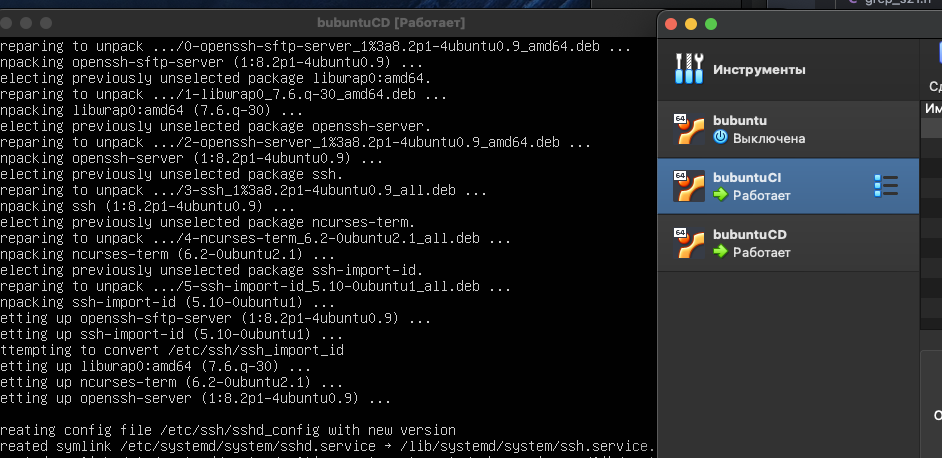 bubuntuCD [Работает]
reparing to unpack .../0-openssh-sftp-server_1%3a8.2p1-4ubuntu0.9_amd64.deb ...
npacking openssh-sftp-server (1:8.2p1-4ubuntu0.9) ...
electing previously unselected package libwrap0:amd64.
reparing to unpack .../1-libwrap0_7.6.q-30_amd64.deb ...
npacking libwrap0:amd64 (7.6.q-30) ...
electing previously unselected package openssh-server.
reparing to unpack .../2-openssh-server_1%3a8.2p1-4ubuntu0.9_amd64.deb ...
npacking openssh-server (1:8.2p1-4ubuntu0.9) ...
electing previously unselected package ssh.
reparing to unpack .../3-ssh_1%3a8.2p1-4ubuntu0.9_all.deb ...
npacking ssh (1:8.2p1-4ubuntu0.9) ...
electing previously unselected package ncurses-term.
reparing to unpack .../4-ncurses-term_6.2-0ubuntu2.1_all.deb ...
npacking ncurses-term (6.2-0ubuntu2.1) ...
electing previously unselected package ssh-import-id.
reparing to unpack .../5-ssh-import-id_5.10-0ubuntu1_all.deb ...
npacking ssh-import-id (5.10-0ubuntu1) ...
etting up openssh-sftp-server (1:8.2p1-4ubuntu0.9) ...
etting up ssh-import-id (5.10-0ubuntu1) ...
ttempting to convert /etc/ssh/ssh_import_id
etting up libwrap0:amd64 (7.6.q-30) ...
etting up ncurses-term (6.2-0ubuntu2.1) ...
etting up openssh-server (1:8.2p1-4ubuntu0.9) ...
reating config file /etc/ssh/sshd_config with new version
reated symlink /etc/systemd/system/sshd.service → /lib/systemd/system/ssh.service.
Инструменты
64
bubuntu
Выключена
64
bubuntuCI
Работает
64
bubuntuCD
Работает